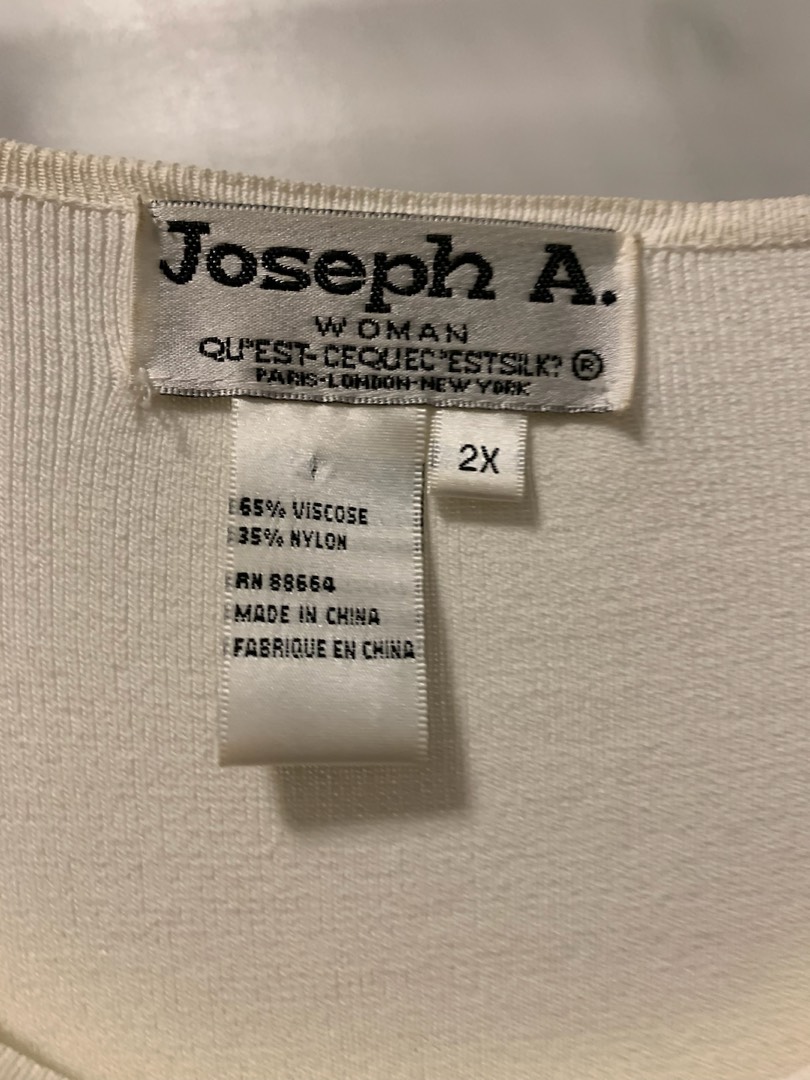 Joseph A.
WOMAN
QU'EST-CEQUEC'ESTSILK? ®
PARIS-LONDON-NEW YORK
2X
65% VISCOSE
35% NYLON
RN 88664
MADE IN CHINA
FABRIQUE EN CHINA